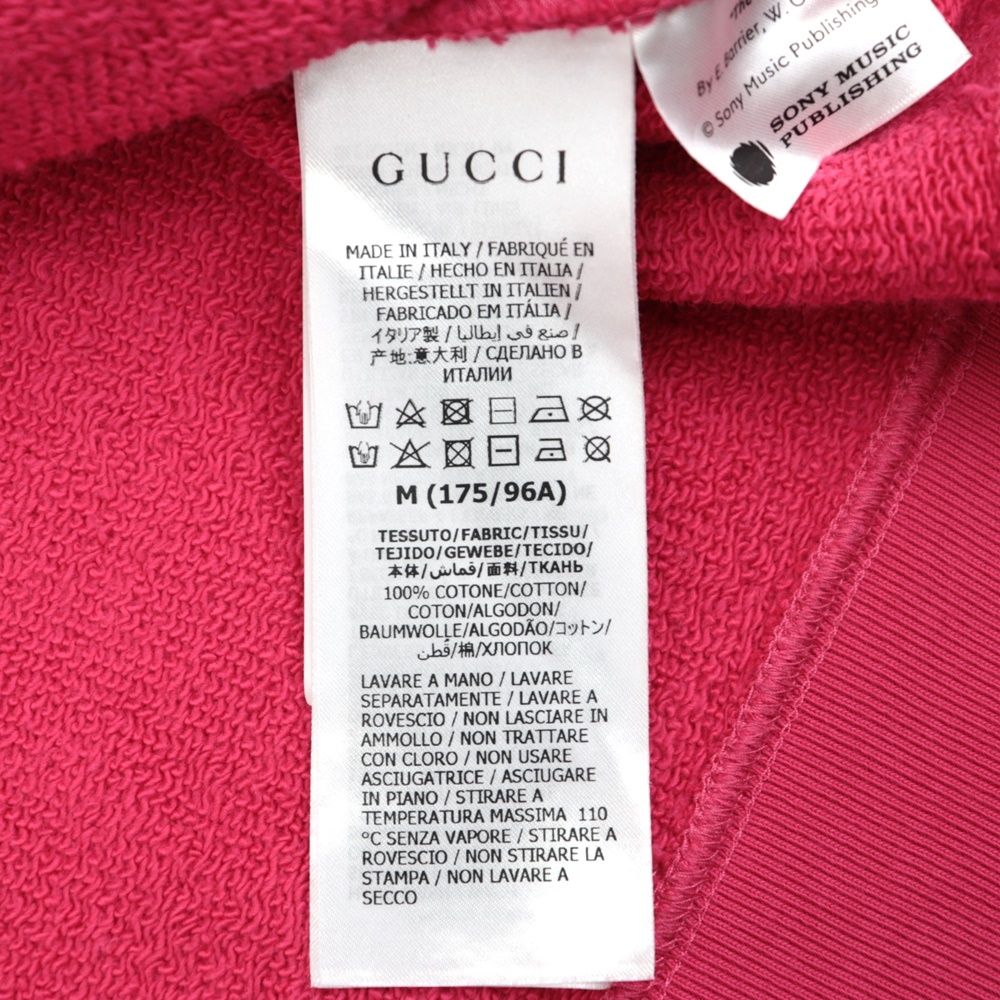 GUCCI
MADE IN ITALY / FABRIQUÉ EN
ITALIE / HECHO EN ITALIA /
HERGESTELLT IN ITALIEN /
FABRICADO EM ITÁLIA /
イタリア製 / صنع في إيطاليا /
产地:意大利 / СДЕЛАНО В
ИТАЛИИ
M (175/96A)
TESSUTO/FABRIC/TISSU/
TEJIDO/GEWEBE/TECIDO/
本体/قماش/面料/ТКАНЬ
100% COTONE/COTTON/
COTON/ALGODON/
BAUMWOLLE/ALGODÃO/コットン/
قطن/棉/ХЛОПОК
LAVARE A MANO / LAVARE
SEPARATAMENTE / LAVARE A
ROVESCIO / NON LASCIARE IN
AMMOLLO / NON TRATTARE
CON CLORO / NON USARE
ASCIUGATRICE / ASCIUGARE
IN PIANO / STIRARE A
TEMPERATURA MASSIMA 110
°C SENZA VAPORE / STIRARE A
ROVESCIO / NON STIRARE LA
STAMPA / NON LAVARE A
SECCO
"The
By E. Barrier, W.
© Sony Music Publishing
SONY MUSIC
PUBLISHING